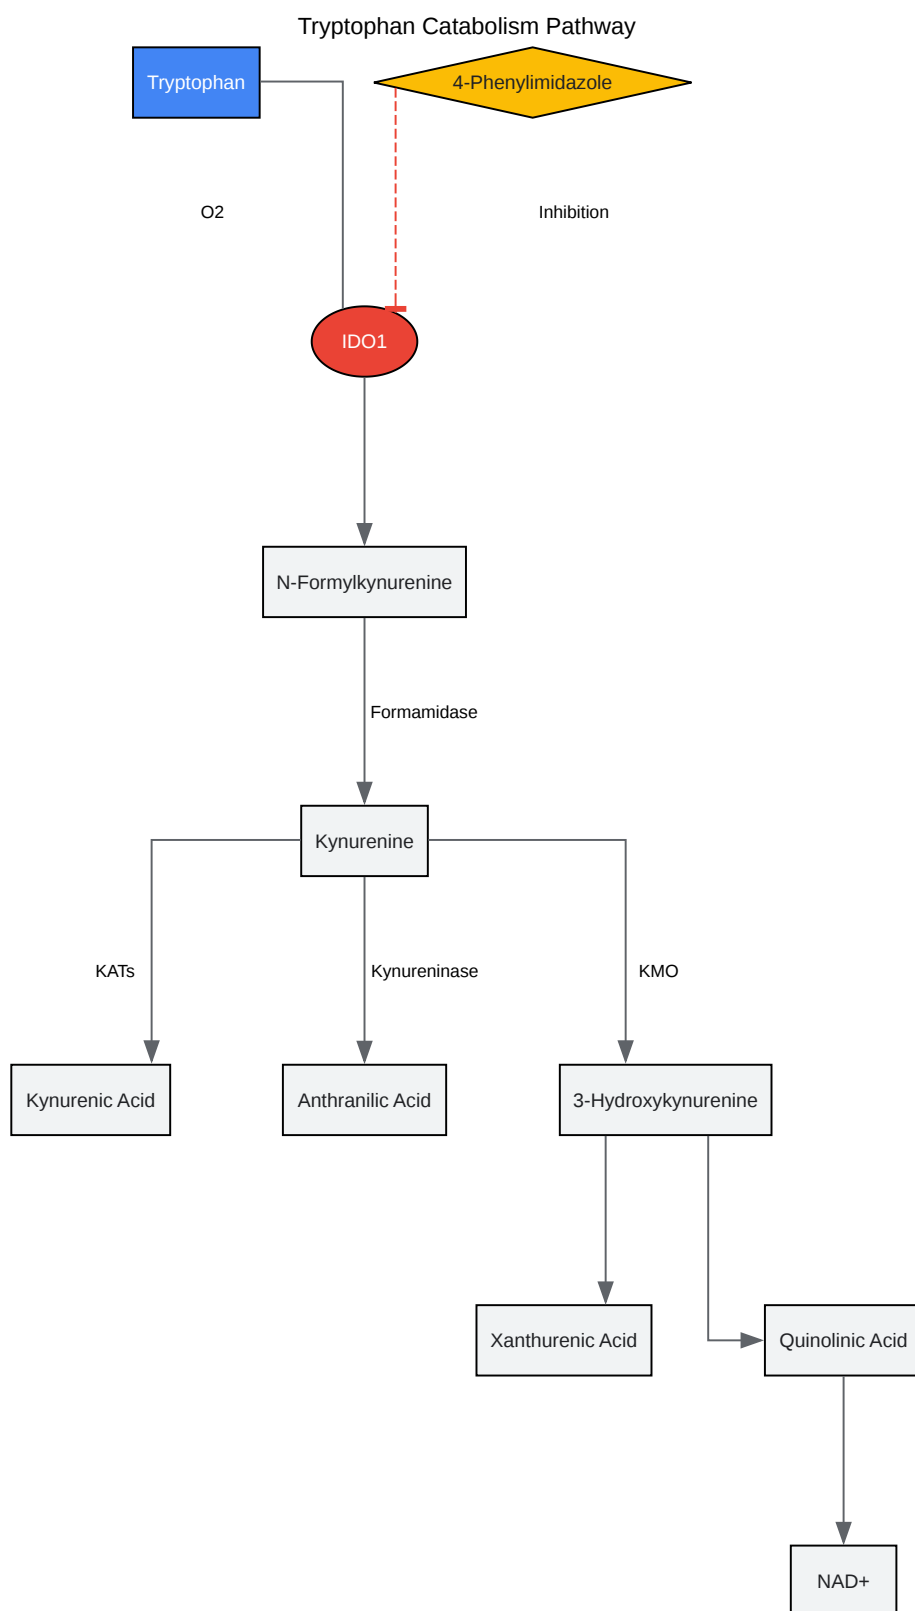 Tryptophan Catabolism Pathway
Tryptophan
4-Phenylimidazole
O2
Inhibition
IDO1
N-Formylkynurenine
Formamidase
Kynurenine
KATs
Kynureninase
KMO
Kynurenic Acid
Anthranilic Acid
3-Hydroxykynurenine
Xanthurenic Acid
Quinolinic Acid
NAD+